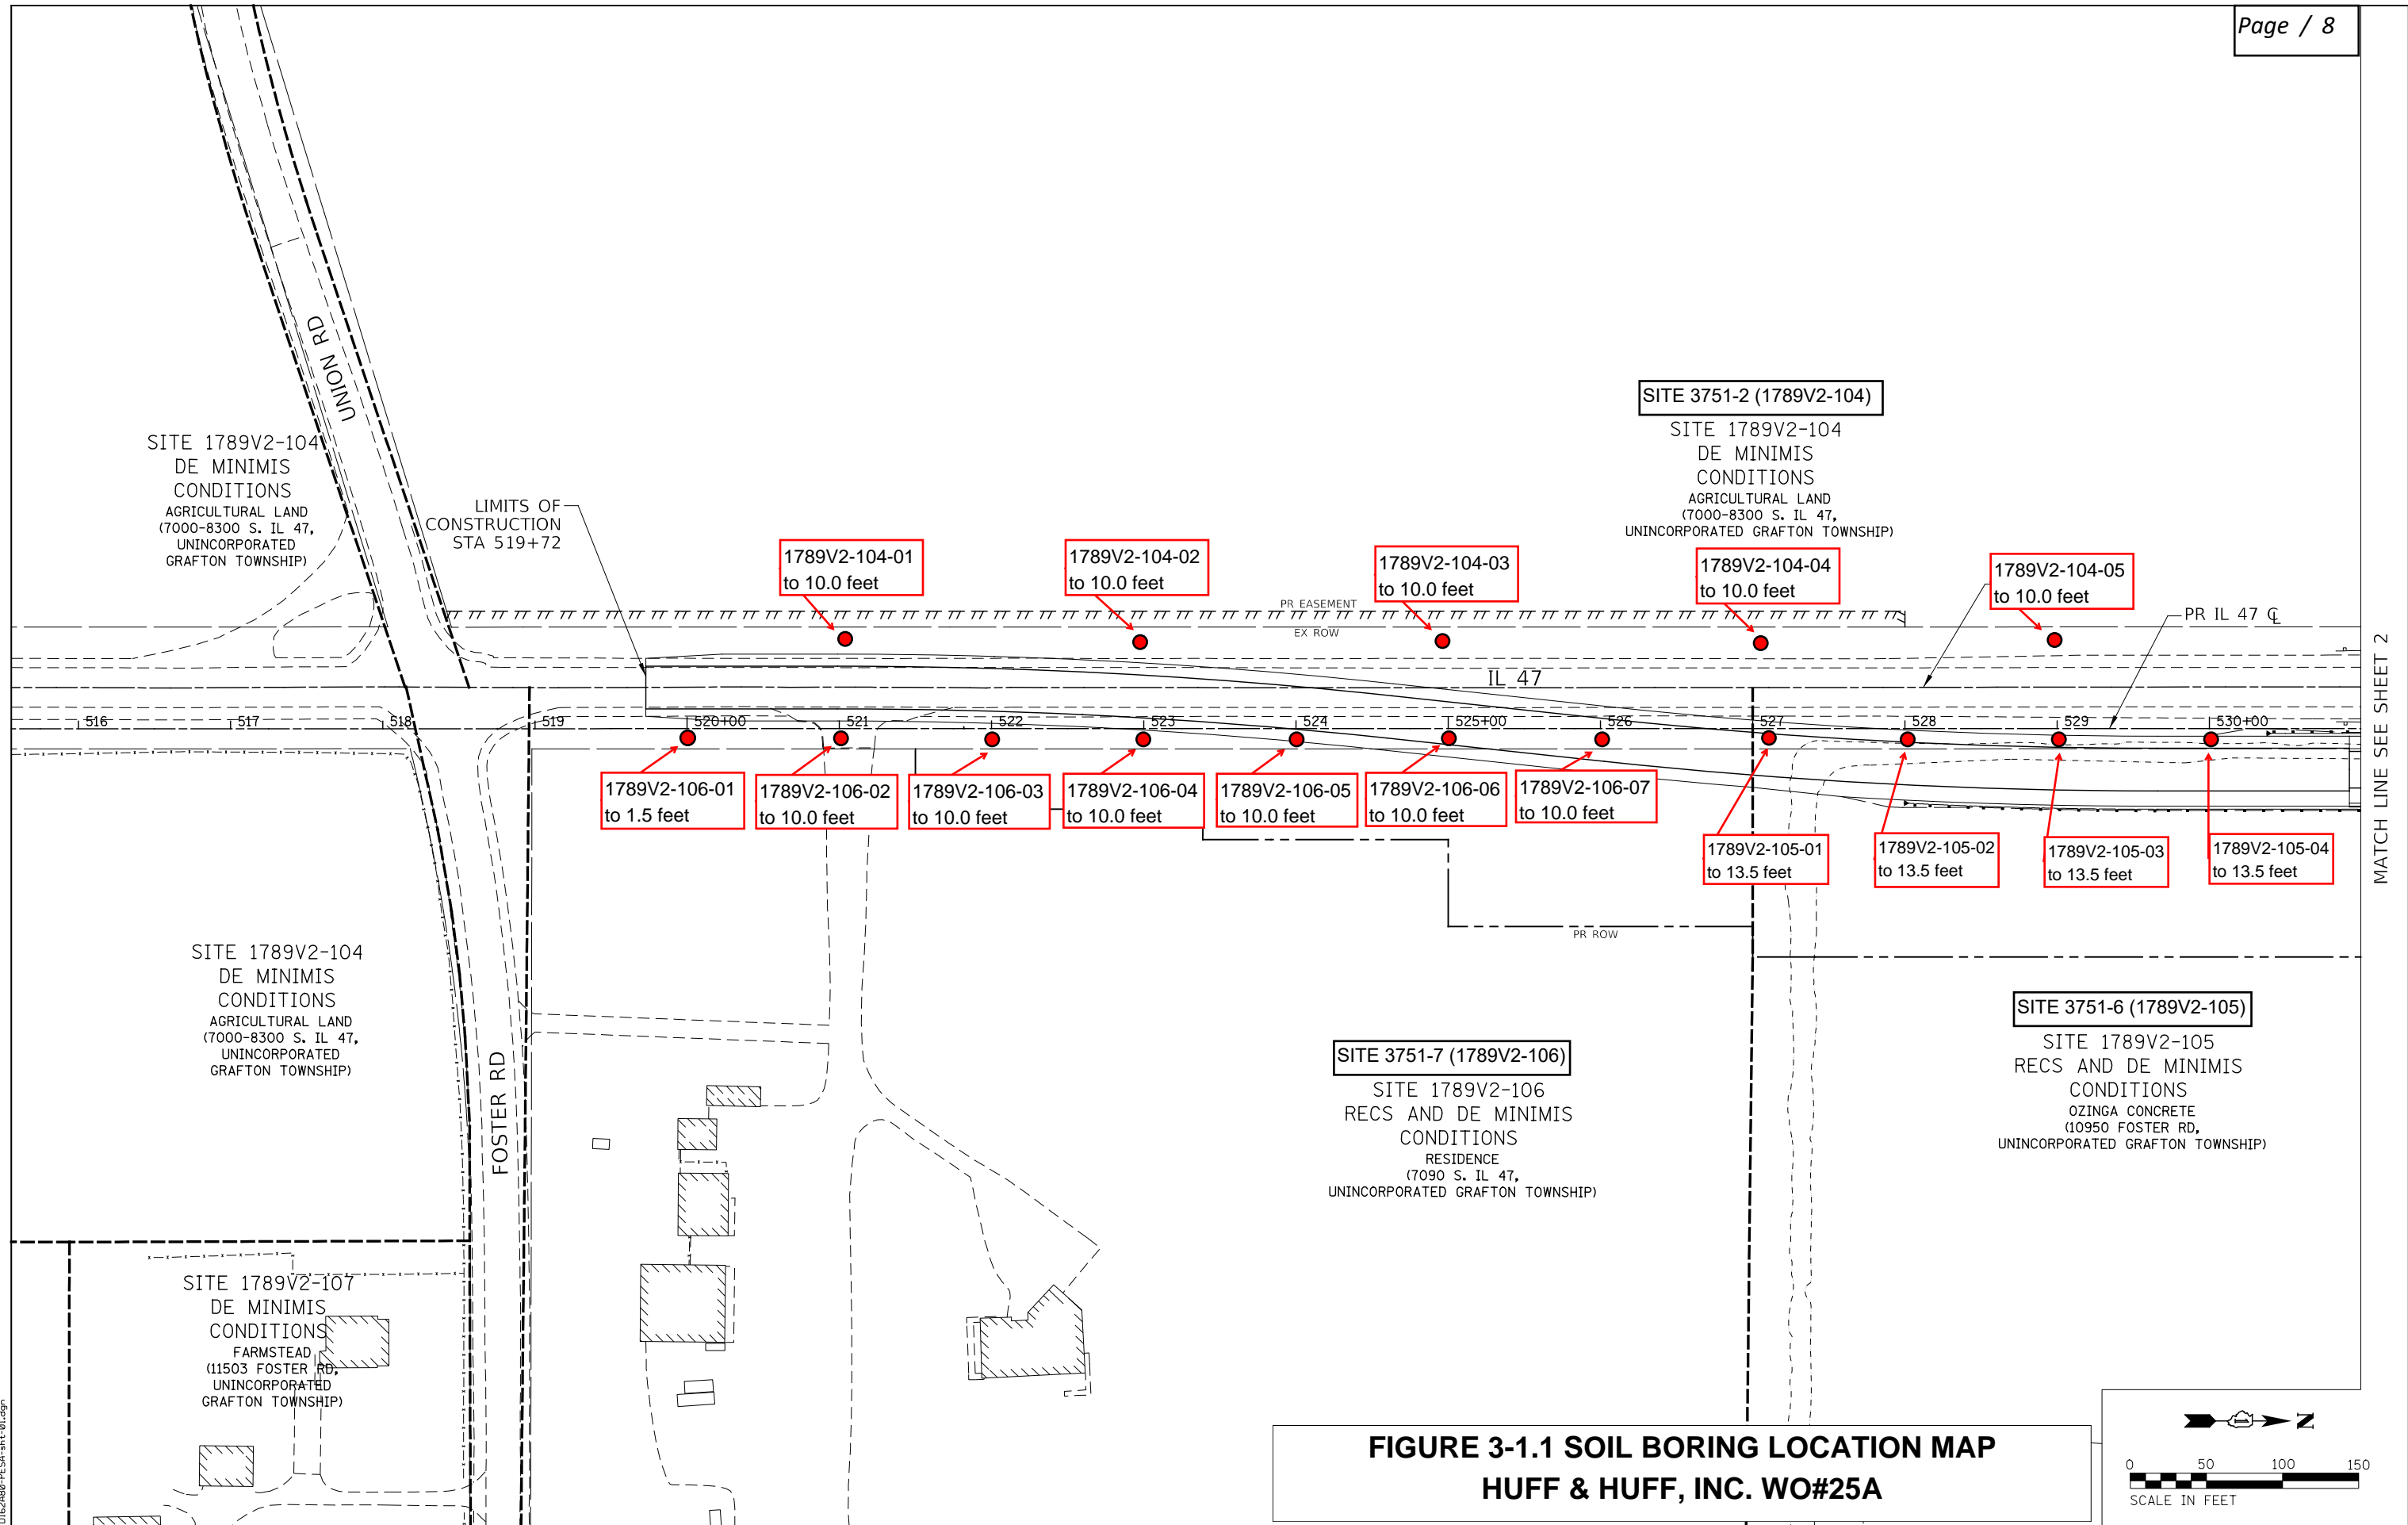 Page / 8
UNION RD
SITE 3751-2 (1789V2-104)
SITE 1789V2-104
DE MINIMIS
CONDITIONS
AGRICULTURAL LAND
(7000-8300 S. IL 47,
UNINCORPORATED GRAFTON TOWNSHIP)
SITE 1789V2-104
DE MINIMIS
CONDITIONS
AGRICULTURAL LAND
(7000-8300 S. IL 47,
UNINCORPORATED
GRAFTON TOWNSHIP)
LIMITS OF
CONSTRUCTION
STA 519+72
1789V2-104-01
to 10.0 feet
1789V2-104-02
to 10.0 feet
1789V2-104-03
to 10.0 feet
1789V2-104-04
to 10.0 feet
1789V2-104-05
to 10.0 feet
PR EASEMENT
EX ROW
PR IL 47 ℄
IL 47
MATCH LINE SEE SHEET 2
516
517
518
519
520+00
521
522
523
524
525+00
526
527
528
529
530+00
1789V2-106-01
to 1.5 feet
1789V2-106-02
to 10.0 feet
1789V2-106-03
to 10.0 feet
1789V2-106-04
to 10.0 feet
1789V2-106-05
to 10.0 feet
1789V2-106-06
to 10.0 feet
1789V2-106-07
to 10.0 feet
1789V2-105-01
to 13.5 feet
1789V2-105-02
to 13.5 feet
1789V2-105-03
to 13.5 feet
1789V2-105-04
to 13.5 feet
PR ROW
SITE 1789V2-104
DE MINIMIS
CONDITIONS
AGRICULTURAL LAND
(7000-8300 S. IL 47,
UNINCORPORATED
GRAFTON TOWNSHIP)
FOSTER RD
SITE 3751-7 (1789V2-106)
SITE 1789V2-106
RECS AND DE MINIMIS
CONDITIONS
RESIDENCE
(7090 S. IL 47,
UNINCORPORATED GRAFTON TOWNSHIP)
SITE 3751-6 (1789V2-105)
SITE 1789V2-105
RECS AND DE MINIMIS
CONDITIONS
OZINGA CONCRETE
(10950 FOSTER RD,
UNINCORPORATED GRAFTON TOWNSHIP)
SITE 1789V2-107
DE MINIMIS
CONDITIONS
FARMSTEAD
(11503 FOSTER RD,
UNINCORPORATED
GRAFTON TOWNSHIP)
FIGURE 3-1.1 SOIL BORING LOCATION MAP
HUFF & HUFF, INC. WO#25A
N
0 50 100 150
SCALE IN FEET